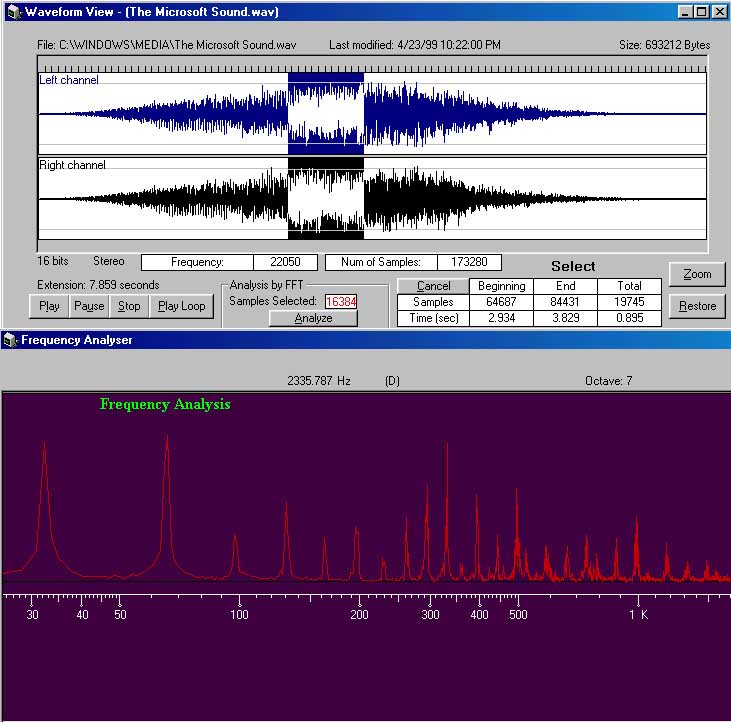 Waveform View - (The Microsoft Sound.wav)
File: C:\WINDOWS\MEDIA\The Microsoft Sound.wav Last modified: 4/23/99 10:22:00 PM Size: 693212 Bytes
Left channel
Right channel
16 bits Stereo Frequency: 22050 Num of Samples: 173280 Select Zoom
Extension: 7.859 seconds Analysis by FFT Cancel Beginning End Total
Play Pause Stop Play Loop Samples Selected: 16384 Samples 64687 84431 19745 Restore
Analyze Time (sec) 2.934 3.829 0.895
Frequency Analyser
2335.787 Hz (D) Octave: 7
Frequency Analysis
30 40 50 100 200 300 400 500 1 K